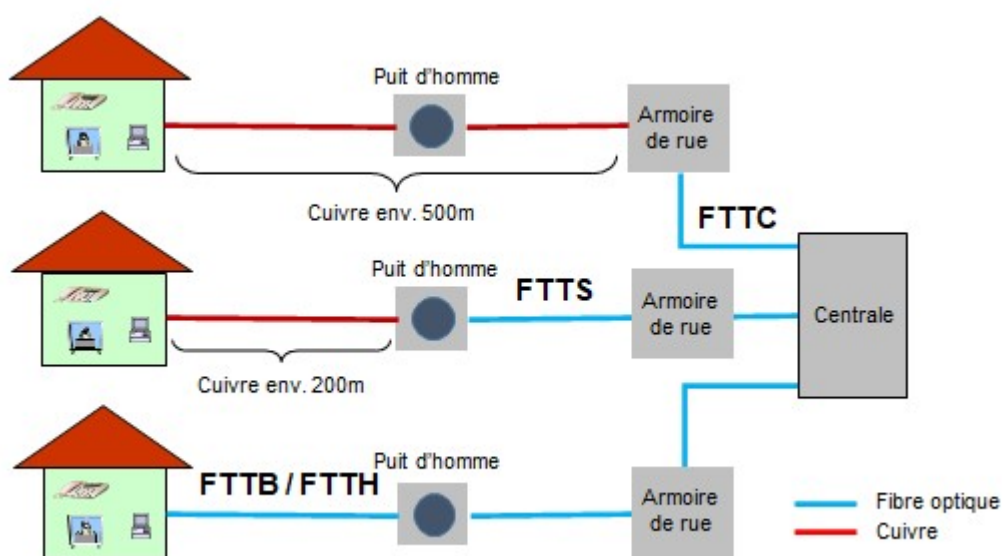 Puit d'homme
Armoire
de rue
Cuivre env. 500m
FTTC
Puit d'homme
FTTS
Armoire
de rue
Centrale
Cuivre env. 200m
FTTB / FTTH
Puit d'homme
Armoire
de rue
Fibre optique
Cuivre